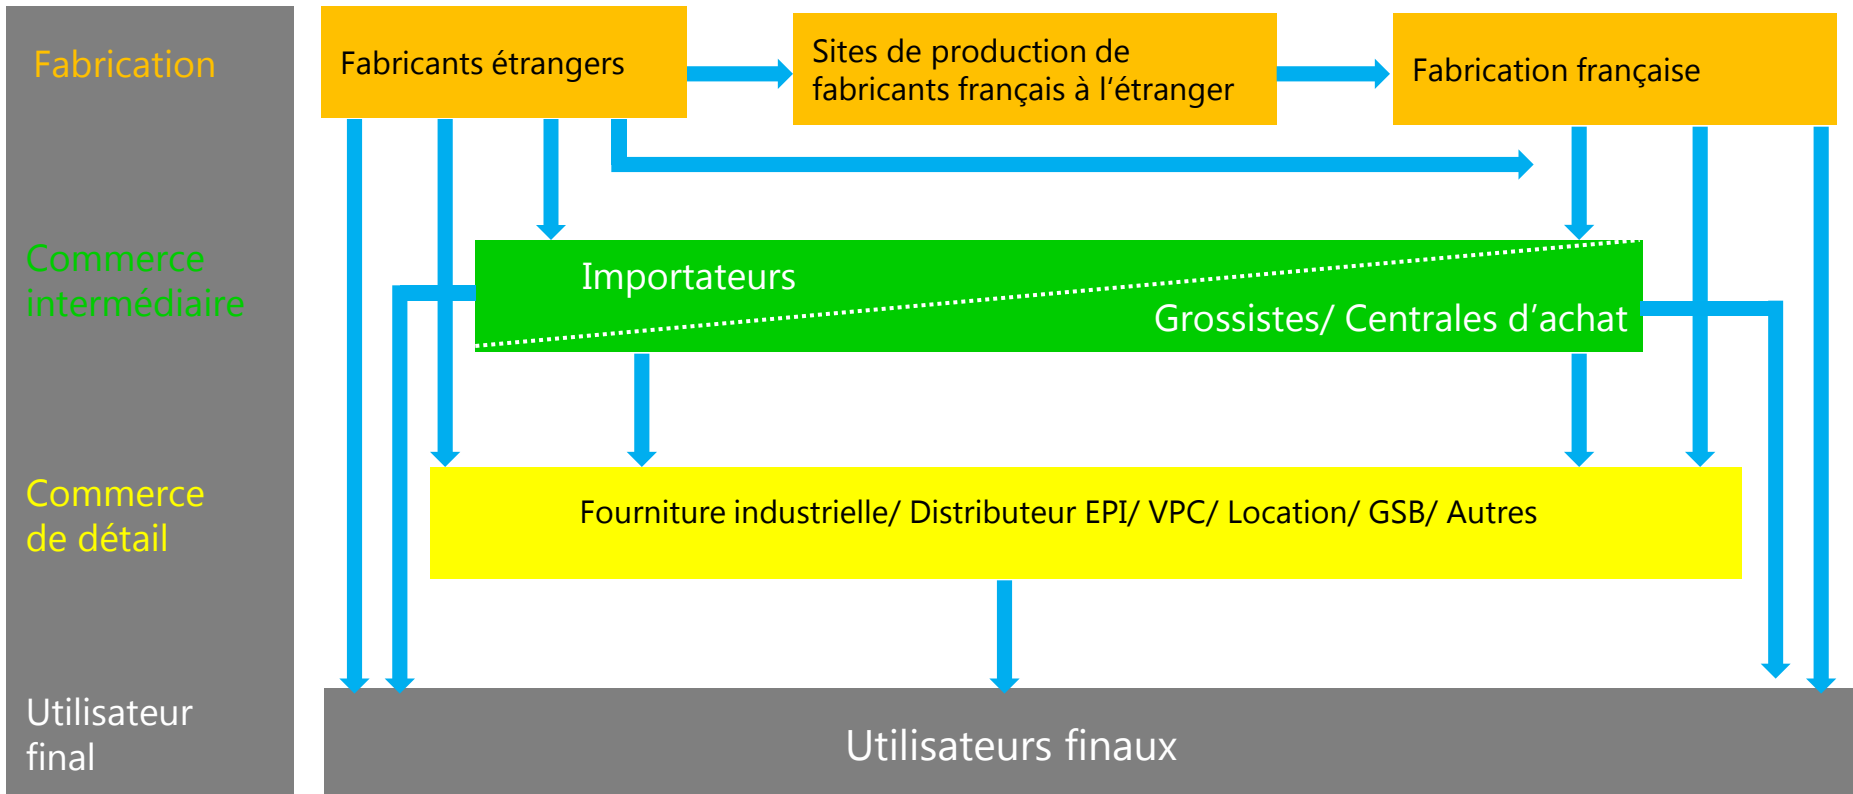 Fabrication
Fabricants étrangers
Sites de production de
fabricants français à l‘étranger
Fabrication française
Commerce
intermédiaire
Importateurs
Grossistes/ Centrales d’achat
Commerce
de détail
Fourniture industrielle/ Distributeur EPI/ VPC/ Location/ GSB/ Autres
Utilisateur
final
Utilisateurs finaux